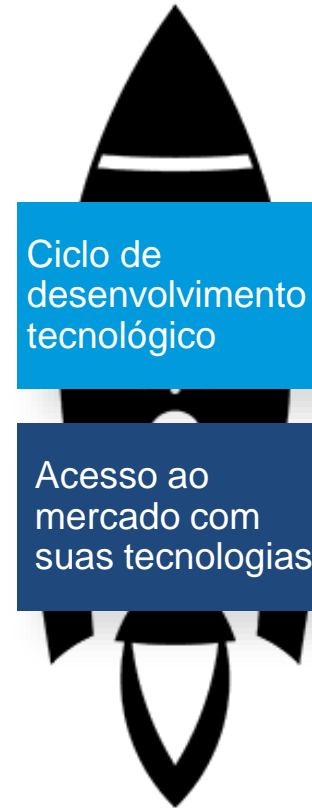 Ciclo de
desenvolvimento
tecnológico
Acesso ao
mercado com
suas tecnologias